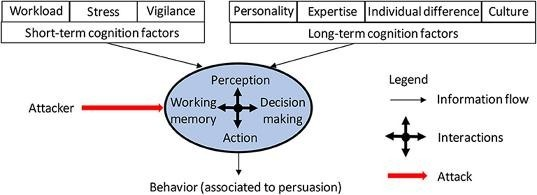 Workload Stress Vigilance
Short-term cognition factors
Personality Expertise Individual difference Culture
Long-term cognition factors
Perception
Working memory
Decision making
Action
Attacker
Behavior (associated to persuasion)
Legend
Information flow
Interactions
Attack